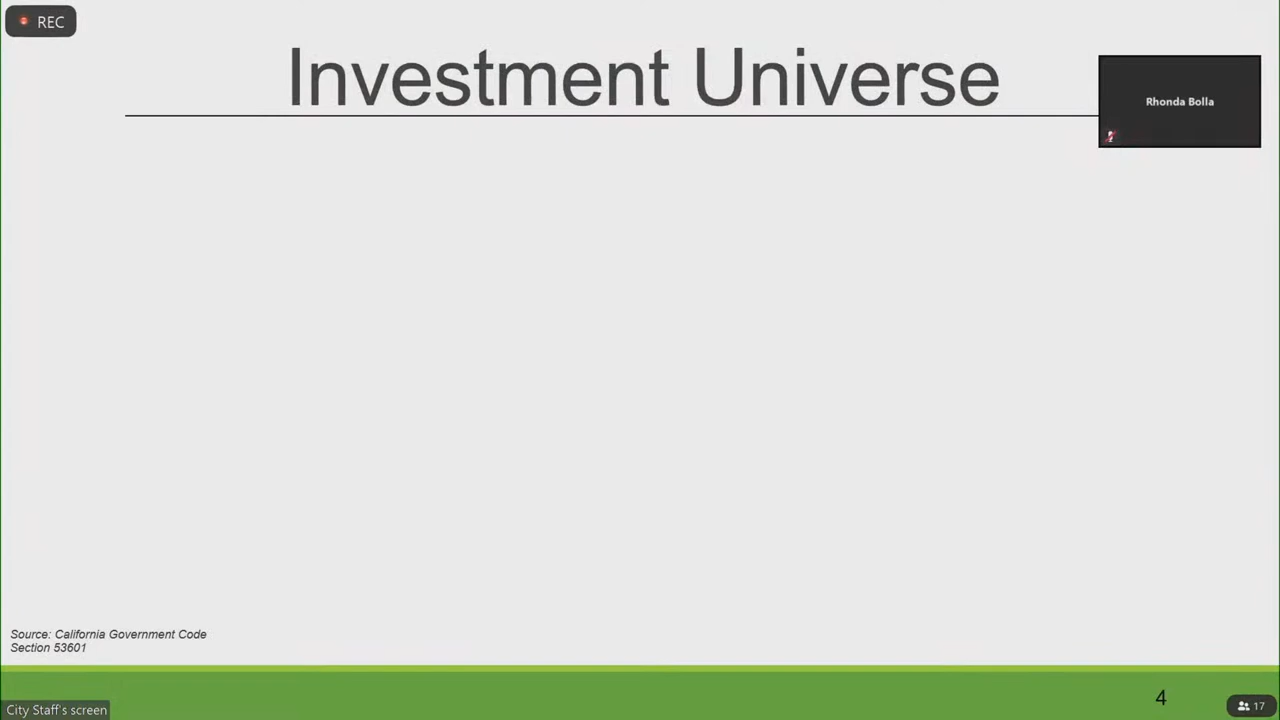 REC
Investment Universe
Rhonda Bolla
Source: California Government Code
Section 53601
4
City Staff's screen
17